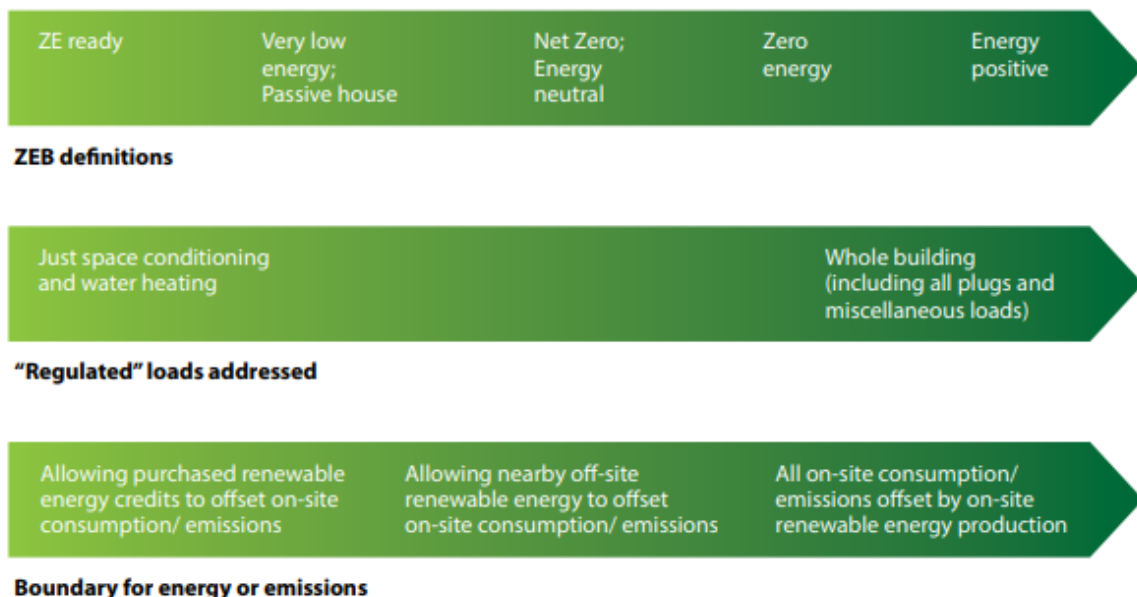 ZE ready
Very low
energy;
Passive house
Net Zero;
Energy
neutral
Zero
energy
Energy
positive
ZEB definitions
Just space conditioning
and water heating
Whole building
(including all plugs and
miscellaneous loads)
“Regulated” loads addressed
Allowing purchased renewable
energy credits to offset on-site
consumption/ emissions
Allowing nearby off-site
renewable energy to offset
on-site consumption/ emissions
All on-site consumption/
emissions offset by on-site
renewable energy production
Boundary for energy or emissions